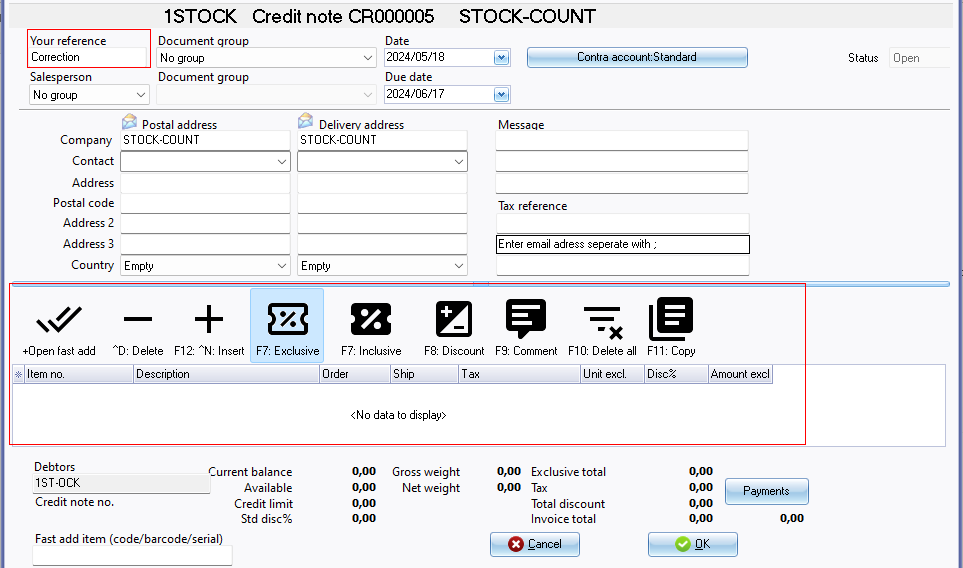 1STOCK Credit note CR000005 STOCK-COUNT
Your reference Document group Date
Correction No group 2024/05/18 Contra account:Standard Status Open
Salesperson Document group Due date
No group 2024/06/17
Postal address Delivery address Message
Company STOCK-COUNT STOCK-COUNT
Contact
Address
Postal code Tax reference
Address 2
Address 3 Enter email adress seperate with ;
Country Empty Empty
+Open fast add ^D: Delete F12: ^N: Insert F7: Exclusive F7: Inclusive F8: Discount F9: Comment F10: Delete all F11: Copy
Item no. Description Order Ship Tax Unit excl. Disc% Amount excl
<No data to display>
Debtors Current balance 0,00 Gross weight 0,00 Exclusive total 0,00
1ST-OCK Available 0,00 Net weight 0,00 Tax 0,00 Payments
Credit note no. Credit limit 0,00 Total discount 0,00
Std disc% 0,00 Invoice total 0,00 0,00
Fast add item (code/barcode/serial) Cancel OK